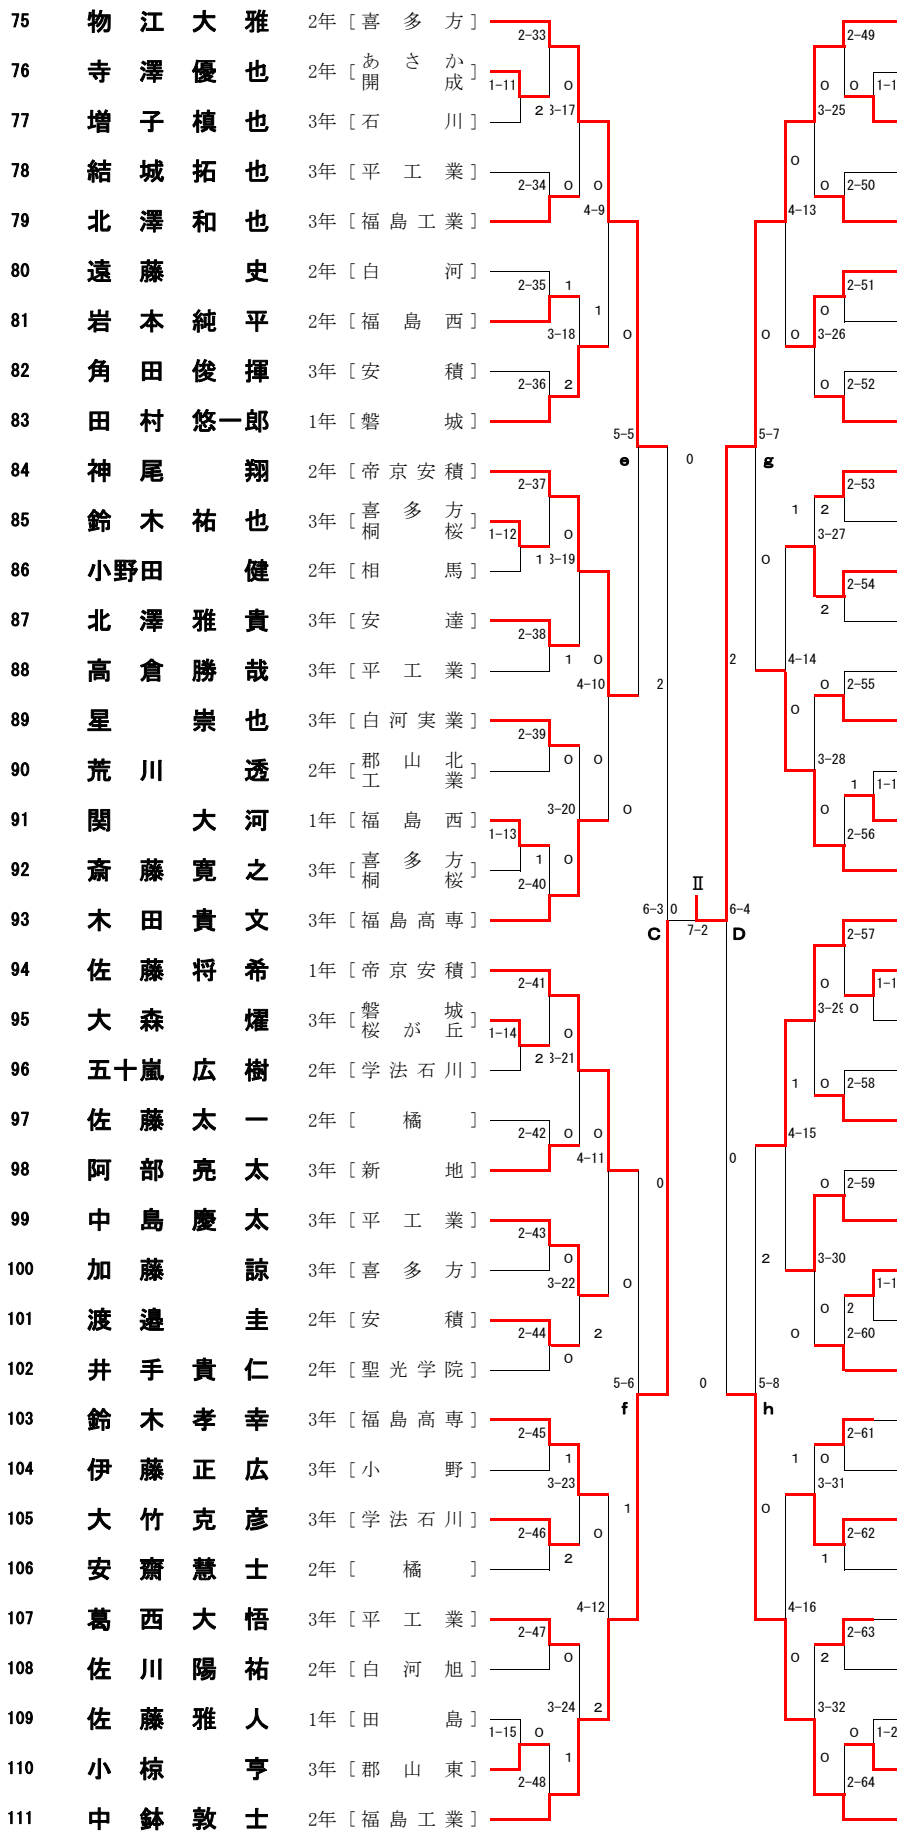 75 物江大雅 2年 [喜多方]
76 寺澤優也 2年 [あさか開成]
77 増子槙也 3年 [石川]
78 結城拓也 3年 [平工業]
79 北澤和也 3年 [福島工業]
80 遠藤史 2年 [白河]
81 岩本純平 2年 [福島西]
82 角田俊揮 3年 [安積]
83 田村悠一郎 1年 [磐城]
84 神尾翔 2年 [帝京安積]
85 鈴木祐也 3年 [喜多方桐桜]
86 小野田健 2年 [相馬]
87 北澤雅貴 3年 [安達]
88 高倉勝哉 3年 [平工業]
89 星崇也 3年 [白河実業]
90 荒川透 2年 [郡山北工業]
91 関大河 1年 [福島西]
92 斎藤寛之 3年 [喜多方桐桜]
93 木田貴文 3年 [福島高専]
94 佐藤将希 1年 [帝京安積]
95 大森燿 3年 [磐城桜が丘]
96 五十嵐広樹 2年 [学法石川]
97 佐藤太一 2年 [橘]
98 阿部亮太 3年 [新地]
99 中島慶太 3年 [平工業]
100 加藤諒 3年 [喜多方]
101 渡邉圭 2年 [安積]
102 井手貴仁 2年 [聖光学院]
103 鈴木孝幸 3年 [福島高専]
104 伊藤正広 3年 [小野]
105 大竹克彦 3年 [学法石川]
106 安齋慧士 2年 [橘]
107 葛西大悟 3年 [平工業]
108 佐川陽祐 2年 [白河旭]
109 佐藤雅人 1年 [田島]
110 小椋亨 3年 [郡山東]
111 中鉢敦士 2年 [福島工業]
1-11 2
1-12 1
1-13 1
1-14 2
1-15 0
2-33 0
2-34 0
2-35 1
2-36 2
2-37 0
2-38 1
2-39 0
2-40 0
2-41 0
2-42 0
2-43 0
2-44 0
2-45 1
2-46 2
2-47 0
2-48 1
3-17 0
3-18 1
3-19 0
3-20 0
3-21 0
3-22 2
3-23 0
3-24 2
4-9 0
4-10 0
4-11 0
4-12 1
5-5 2
e
5-6 0
f
6-3 0
C
Ⅱ
7-2
6-4
D
0
2
0
0
5-7
g
5-8
h
4-13 0
4-14 0
4-15 2
4-16 0
3-25 0
3-26 0
3-27 1
3-28 0
3-29 1
3-30 0
3-31 1
3-32 0
2-49 0
2-50 0
2-51 0
2-52 0
2-53 2
2-54 2
2-55 0
2-56 0
2-57 0
2-58 0
2-59 0
2-60 0
2-61 0
2-62 1
2-63 2
2-64 0
0 1-1
1 1-1
0 1-1
2 1-1
0 1-2